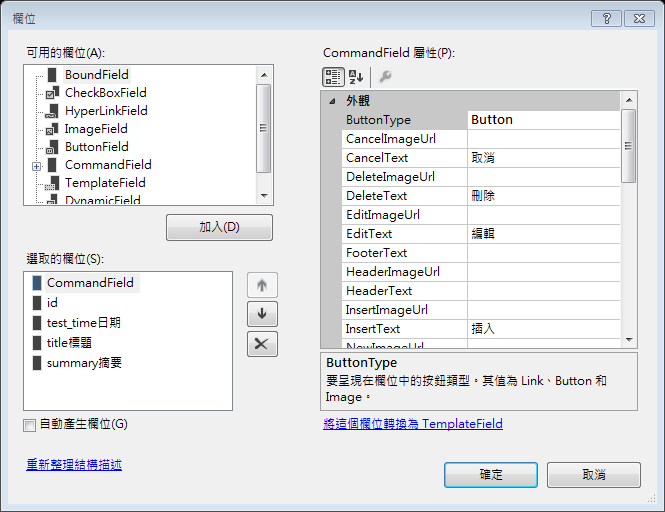 欄位
可用的欄位(A):
BoundField
CheckBoxField
HyperLinkField
ImageField
ButtonField
CommandField
TemplateField
DynamicField
加入(D)
選取的欄位(S):
CommandField
id
test_time日期
title標題
summary摘要
自動產生欄位(G)
重新整理結構描述
CommandField 屬性(P):
外觀
ButtonType Button
CancelImageUrl
CancelText 取消
DeleteImageUrl
DeleteText 刪除
EditImageUrl
EditText 編輯
FooterText
HeaderImageUrl
HeaderText
InsertImageUrl
InsertText 插入
NewImageUrl
ButtonType
要呈現在欄位中的按鈕類型。其值為 Link、Button 和
Image。
將這個欄位轉換為 TemplateField
確定
取消